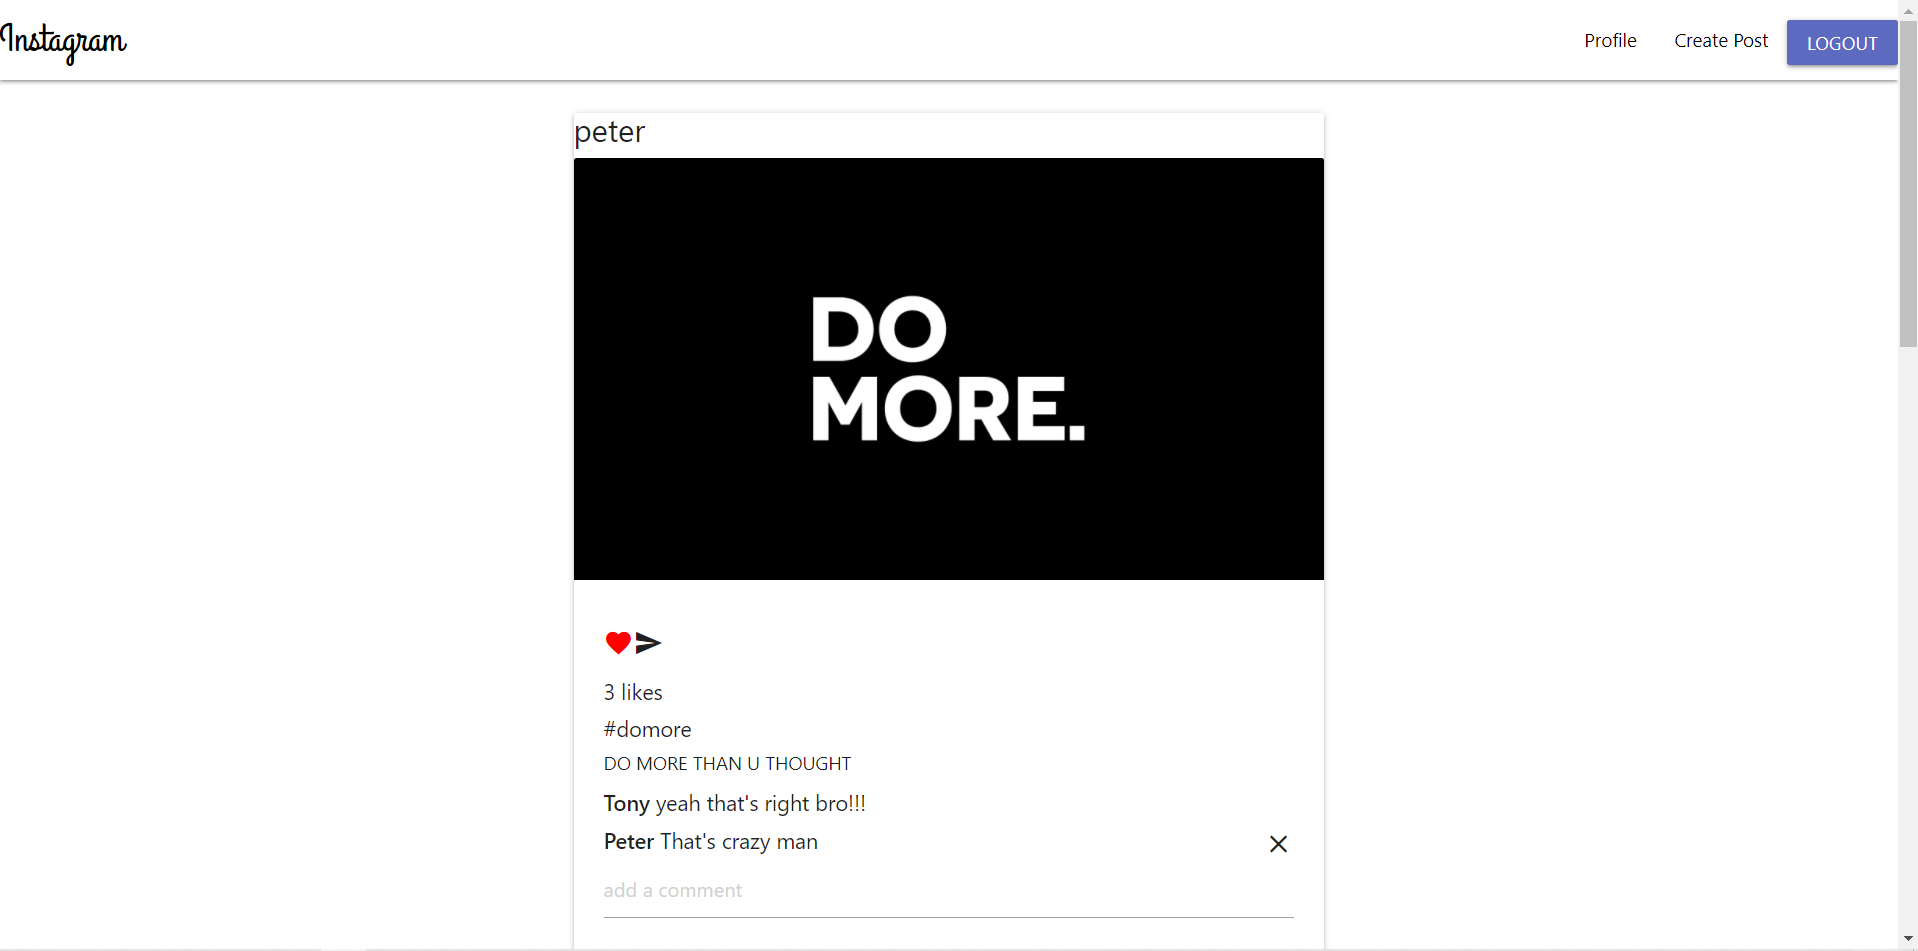 Instagram
Profile Create Post LOGOUT
peter
DO
MORE.
3 likes
#domore
DO MORE THAN U THOUGHT
Tony yeah that's right bro!!!
Peter That's crazy man
add a comment